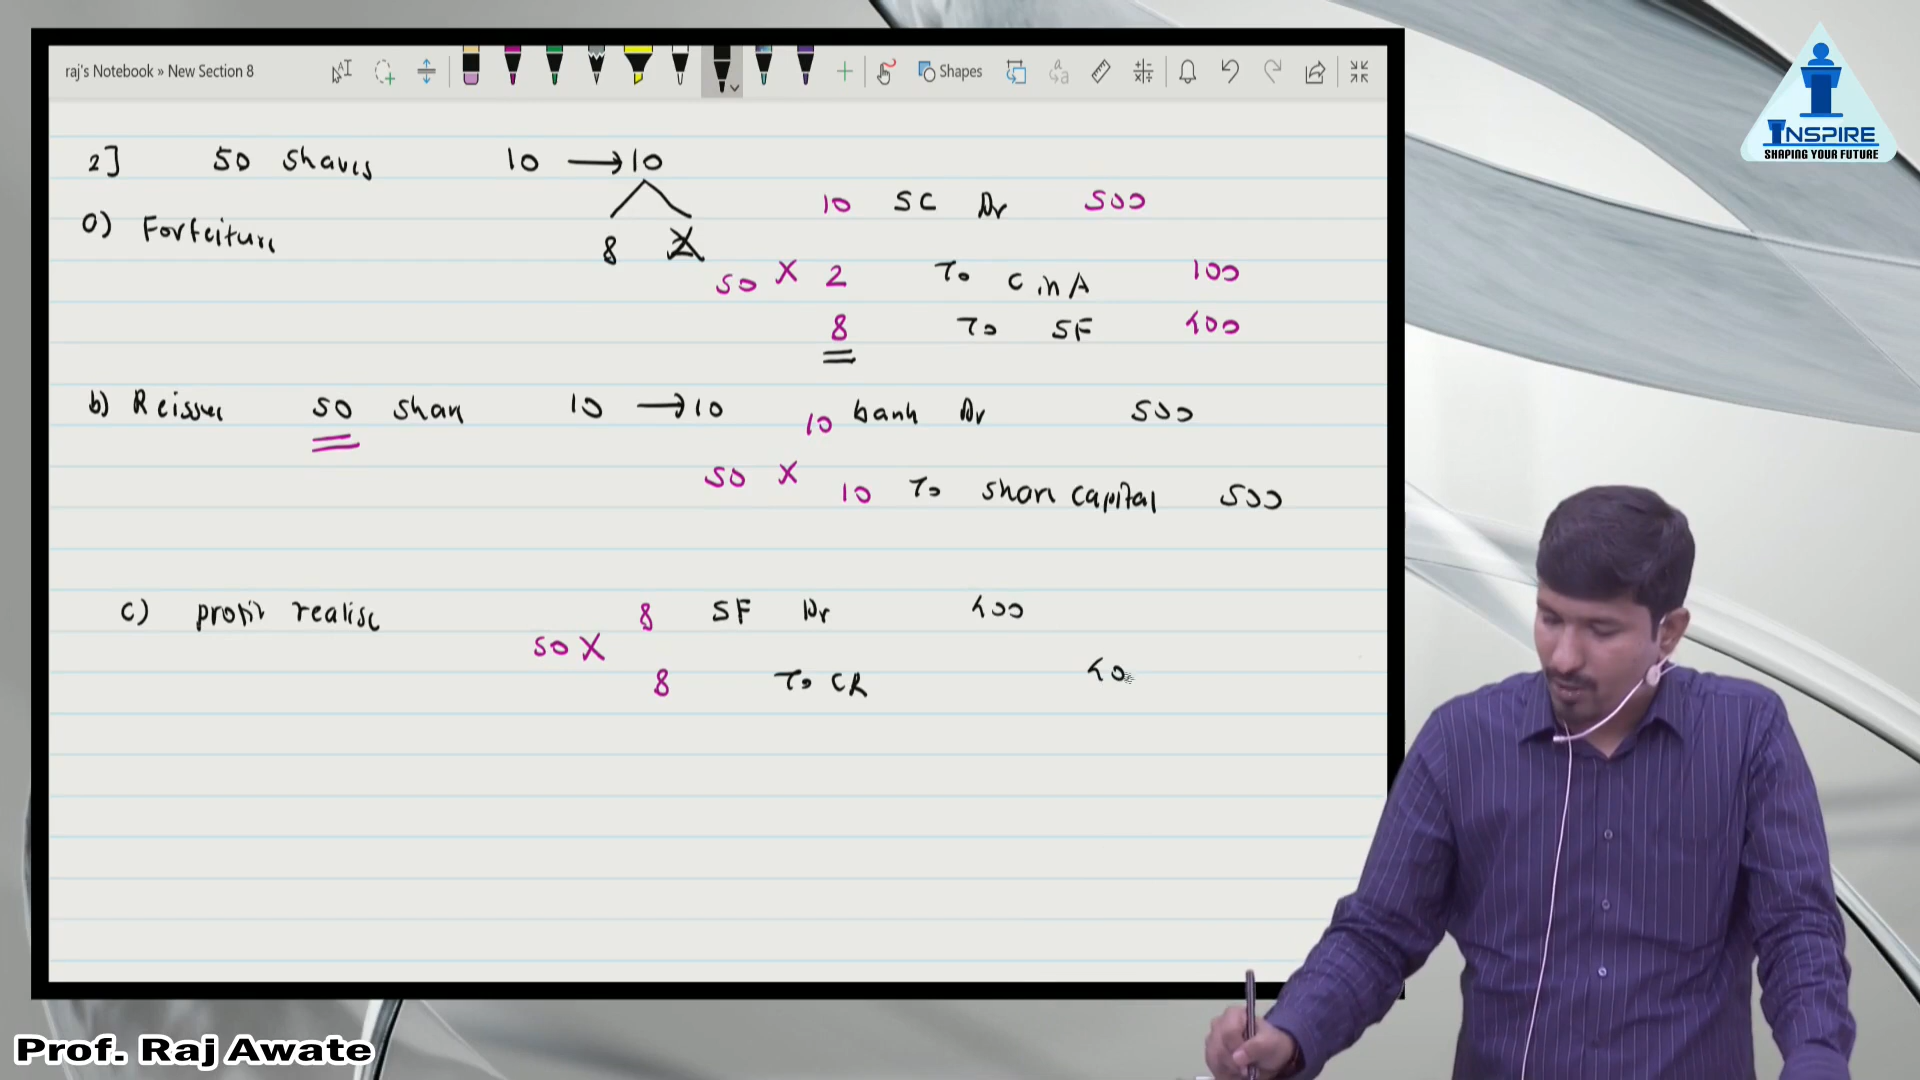 raj's Notebook » New Section 8
Shapes
INSPIRE
SHAPING YOUR FUTURE
2] 50 shares 10 → 10
10 SC Dr 500
a) Forfeiture
8 2
50 X 2 To C in A 100
8 To SF 400
b) Reissue 50 share 10 → 10
10 bank Dr 500
50 X
10 To share capital 500
c) profit realise 8 SF Dr 400
50 X
8 To CR 40
Prof. Raj Awate